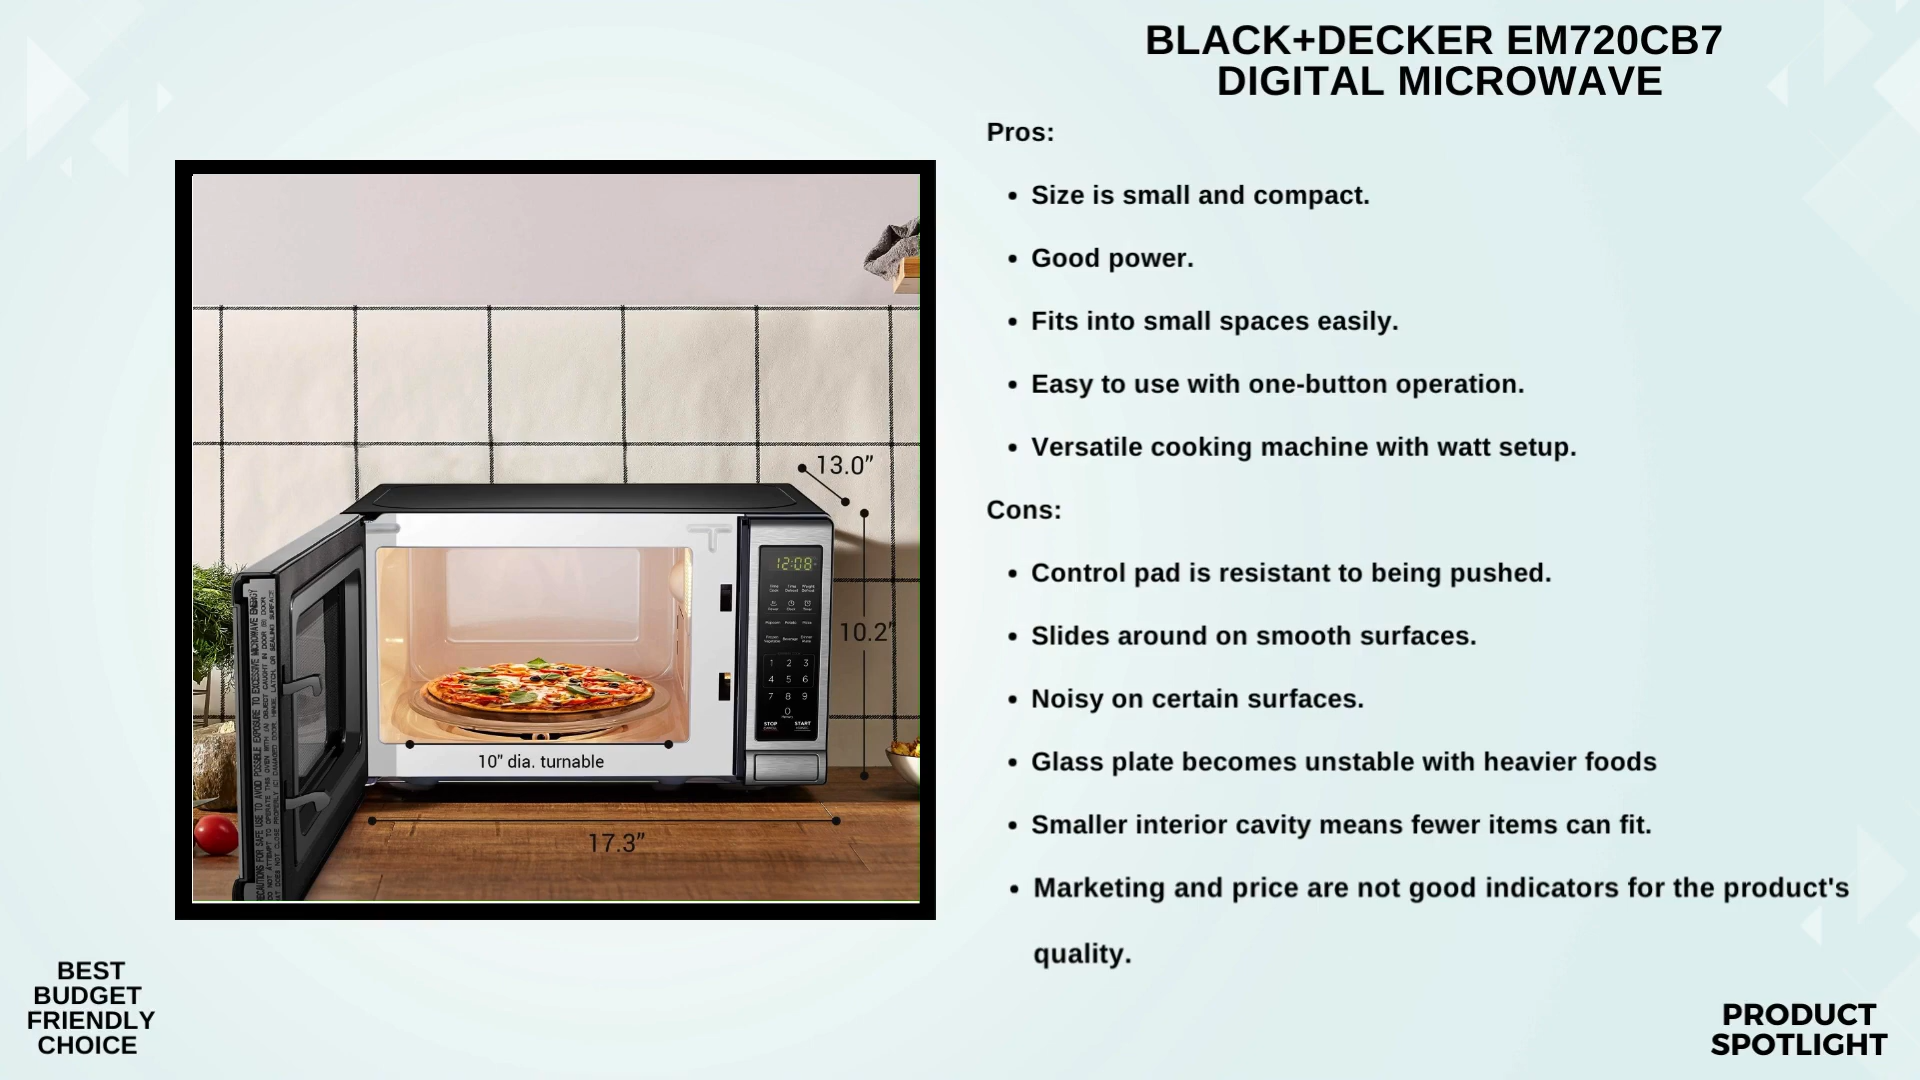 BLACK+DECKER EM720CB7
DIGITAL MICROWAVE
Pros:
• Size is small and compact.
• Good power.
• Fits into small spaces easily.
• Easy to use with one-button operation.
• Versatile cooking machine with watt setup.
Cons:
• Control pad is resistant to being pushed.
• Slides around on smooth surfaces.
• Noisy on certain surfaces.
• Glass plate becomes unstable with heavier foods
• Smaller interior cavity means fewer items can fit.
• Marketing and price are not good indicators for the product's
quality.
13.0”
10.2”
12:08
1 2 3
4 5 6
7 8 9
0
STOP START
10” dia. turnable
17.3”
BEST
BUDGET
FRIENDLY
CHOICE
PRODUCT
SPOTLIGHT